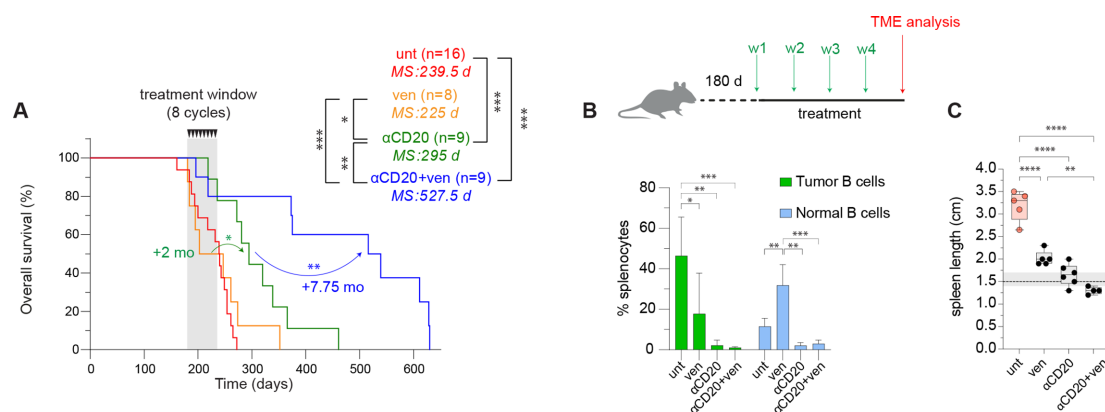 A
treatment window
(8 cycles)
unt (n=16)
MS:239.5 d
ven (n=8)
MS:225 d
αCD20 (n=9)
MS:295 d
αCD20+ven (n=9)
MS:527.5 d
***
*
**
***
***
Overall survival (%)
100
80
60
40
20
0
+2 mo
*
**
+7.75 mo
0
200
400
600
Time (days)
B
180 d
w1
w2
w3
w4
TME analysis
treatment
Tumor B cells
Normal B cells
% splenocytes
80
60
40
20
0
***
**
*
***
**
**
unt
ven
αCD20
αCD20+ven
unt
ven
αCD20
αCD20+ven
C
spleen length (cm)
5.0
4.5
4.0
3.5
3.0
2.5
2.0
1.5
1.0
0.5
0.0
****
****
****
**
unt
ven
αCD20
αCD20+ven